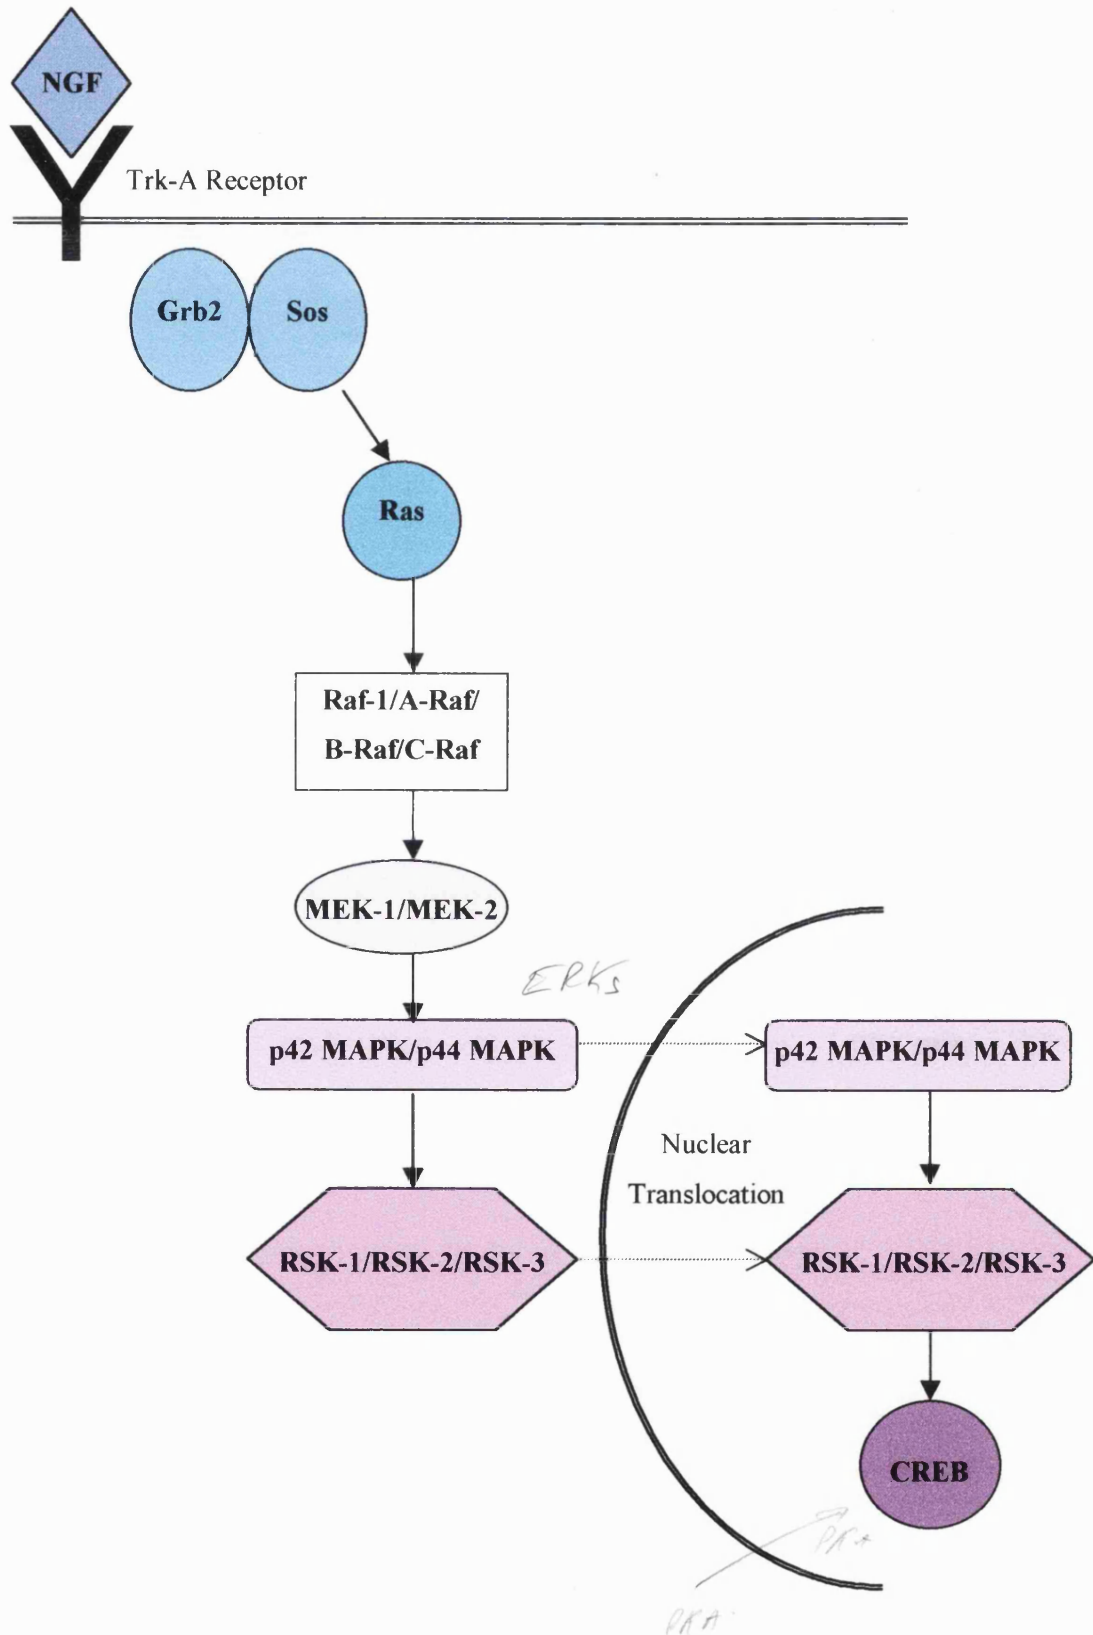 NGF
Trk-A Receptor
Grb2
Sos
Ras
Raf-1/A-Raf/
B-Raf/C-Raf
MEK-1/MEK-2
ERKs
p42 MAPK/p44 MAPK
p42 MAPK/p44 MAPK
Nuclear
Translocation
RSK-1/RSK-2/RSK-3
RSK-1/RSK-2/RSK-3
CREB
PKA
PKA